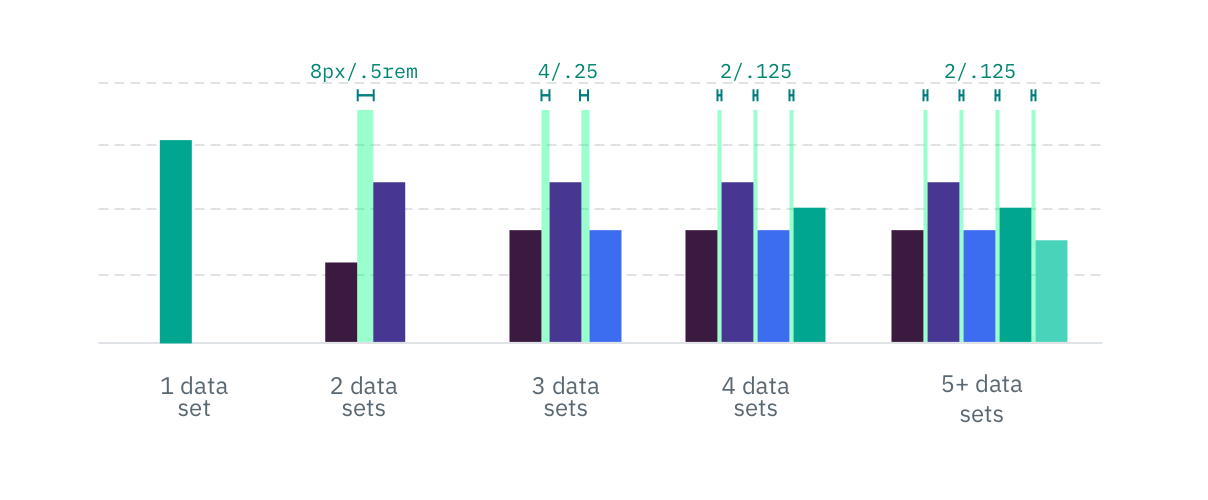 8px/.5rem
4/.25
2/.125
2/.125
1 data
set
2 data
sets
3 data
sets
4 data
sets
5+ data
sets